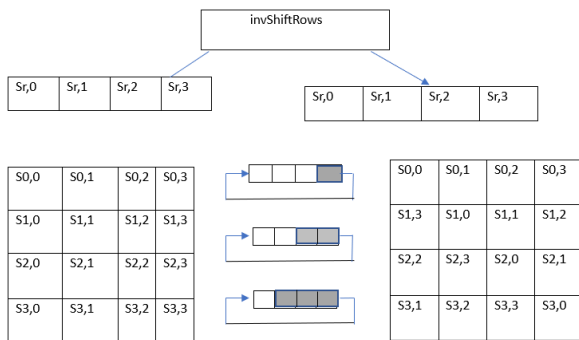 invShiftRows
Sr,0 Sr,1 Sr,2 Sr,3
Sr,0 Sr,1 Sr,2 Sr,3
S0,0 S0,1 S0,2 S0,3
S1,0 S1,1 S1,2 S1,3
S2,0 S2,1 S2,2 S2,3
S3,0 S3,1 S3,2 S3,3
S0,0 S0,1 S0,2 S0,3
S1,3 S1,0 S1,1 S1,2
S2,2 S2,3 S2,0 S2,1
S3,1 S3,2 S3,3 S3,0